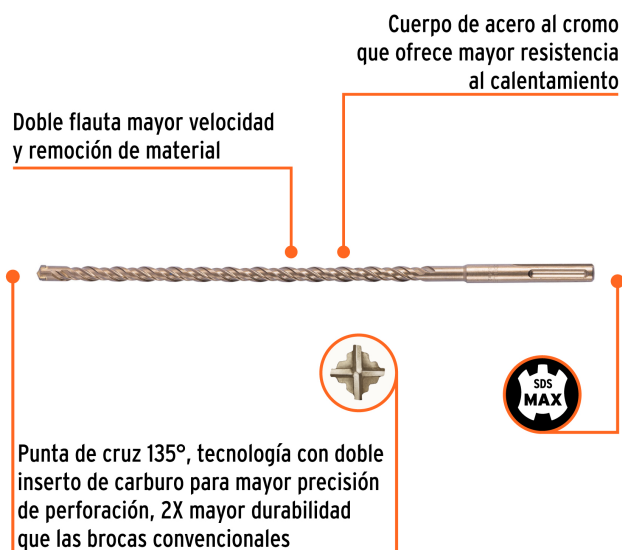 Cuerpo de acero al cromo
que ofrece mayor resistencia
al calentamiento
Doble flauta mayor velocidad
y remoción de material
SDS
MAX
Punta de cruz 135°, tecnología con doble
inserto de carburo para mayor precisión
de perforación, 2X mayor durabilidad
que las brocas convencionales